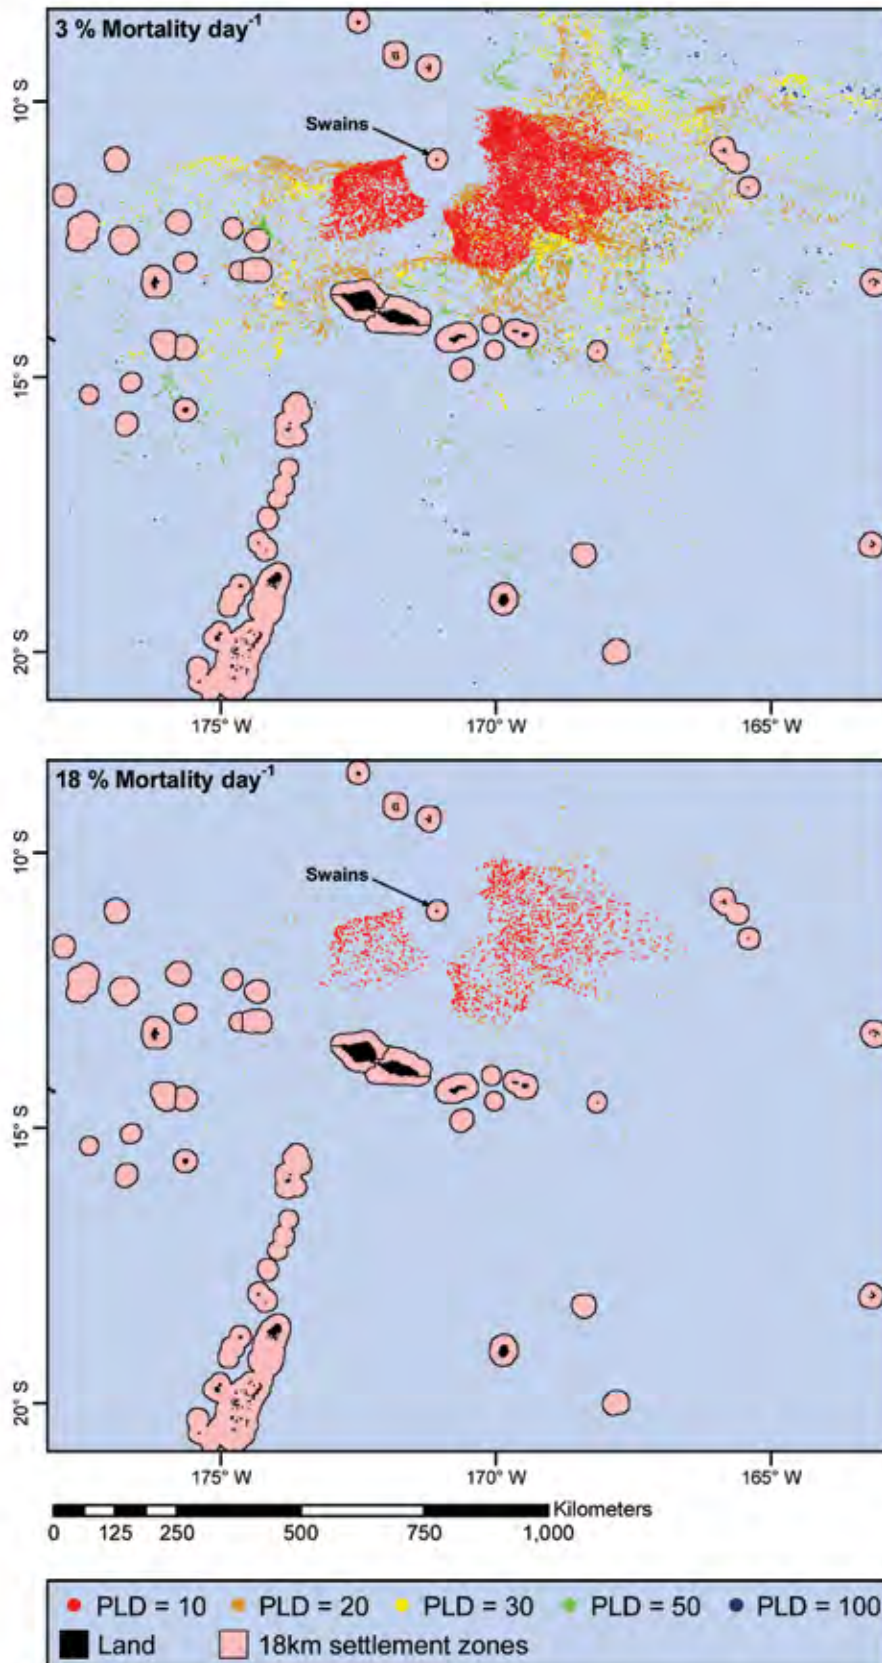 3 % Mortality day-1
10° S
Swains
15° S
20° S
175° W 170° W 165° W
18 % Mortality day-1
10° S
Swains
15° S
20° S
175° W 170° W 165° W
Kilometers
0 125 250 500 750 1,000
PLD = 10 PLD = 20 PLD = 30 PLD = 50 PLD = 100
Land 18km settlement zones